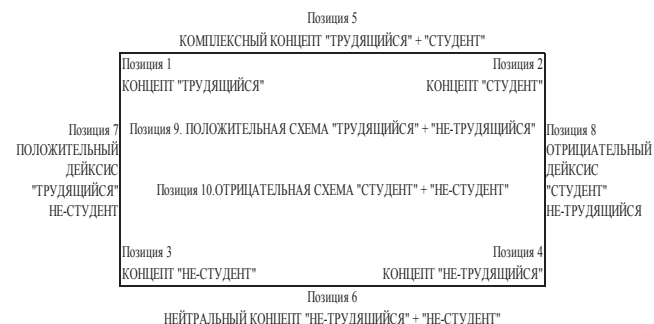 Позиция 5
КОМПЛЕКСНЫЙ КОНЦЕПТ "ТРУДЯЩИЙСЯ" + "СТУДЕНТ"
Позиция 1
КОНЦЕПТ "ТРУДЯЩИЙСЯ"
Позиция 2
КОНЦЕПТ "СТУДЕНТ"
Позиция 7
ПОЛОЖИТЕЛЬНЫЙ
ДЕЙКСИС
"ТРУДЯЩИЙСЯ"
НЕ-СТУДЕНТ
Позиция 9. ПОЛОЖИТЕЛЬНАЯ СХЕМА "ТРУДЯЩИЙСЯ" + "НЕ-ТРУДЯЩИЙСЯ"
Позиция 10.ОТРИЦАТЕЛЬНАЯ СХЕМА "СТУДЕНТ" + "НЕ-СТУДЕНТ"
Позиция 8
ОТРИЦИАТЕЛЬНЫЙ
ДЕЙКСИС
"СТУДЕНТ"
НЕ-ТРУДЯЩИЙСЯ
Позиция 3
КОНЦЕПТ "НЕ-СТУДЕНТ"
Позиция 4
КОНЦЕПТ "НЕ-ТРУДЯЩИЙСЯ"
Позиция 6
НЕЙТРАЛЬНЫЙ КОНЦЕПТ "НЕ-ТРУДЯЩИЙСЯ" + "НЕ-СТУДЕНТ"